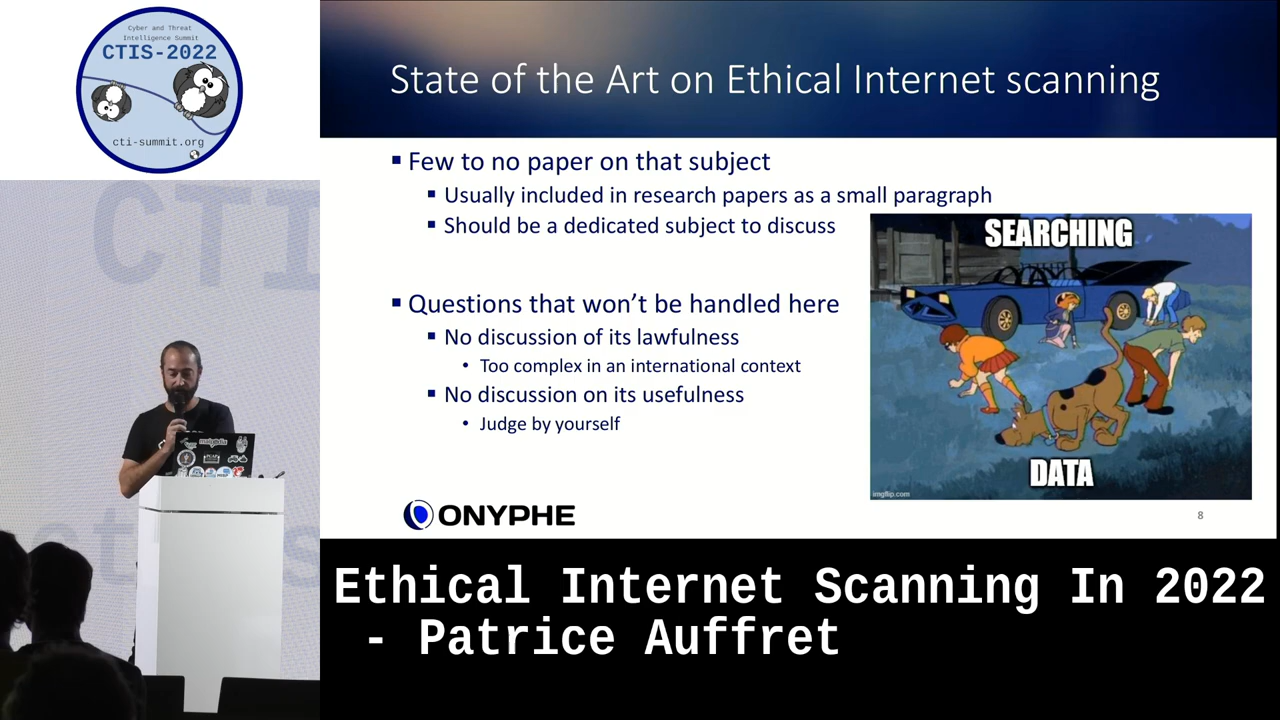 Cyber and Threat
Intelligence Summit
CTIS-2022
cti-summit.org
CTI
State of the Art on Ethical Internet scanning
▪ Few to no paper on that subject
▪ Usually included in research papers as a small paragraph
▪ Should be a dedicated subject to discuss
▪ Questions that won’t be handled here
▪ No discussion of its lawfulness
• Too complex in an international context
▪ No discussion on its usefulness
• Judge by yourself
SEARCHING
DATA
imgflip.com
ONYPHE
8
Ethical Internet Scanning In 2022
- Patrice Auffret